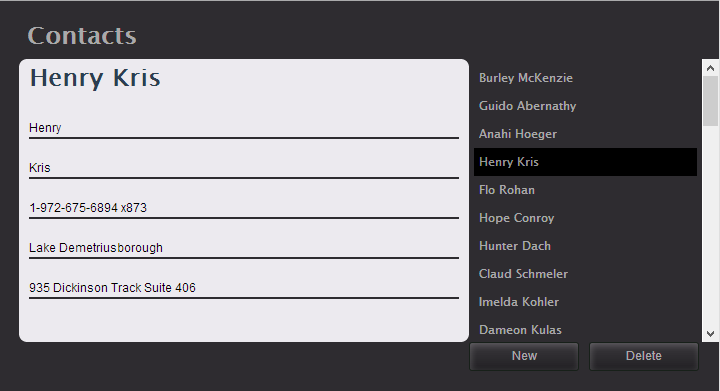 Contacts
Henry Kris
Henry
Kris
1-972-675-6894 x873
Lake Demetriusborough
935 Dickinson Track Suite 406
Burley McKenzie
Guido Abernathy
Anahi Hoeger
Henry Kris
Flo Rohan
Hope Conroy
Hunter Dach
Claud Schmeler
Imelda Kohler
Dameon Kulas
New
Delete